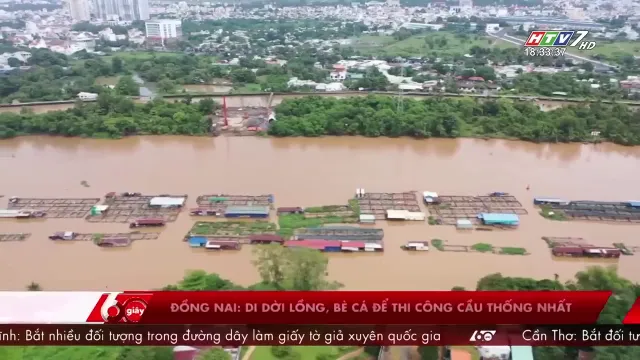 HTV7 HD
18:33:37
60 giây
ĐỒNG NAI: DI DỜI LỒNG, BÈ CÁ ĐỂ THI CÔNG CẦU THỐNG NHẤT
ĩnh: Bắt nhiều đối tượng trong đường dây làm giấy tờ giả xuyên quốc gia 60 Cần Thơ: Bắt đối tư